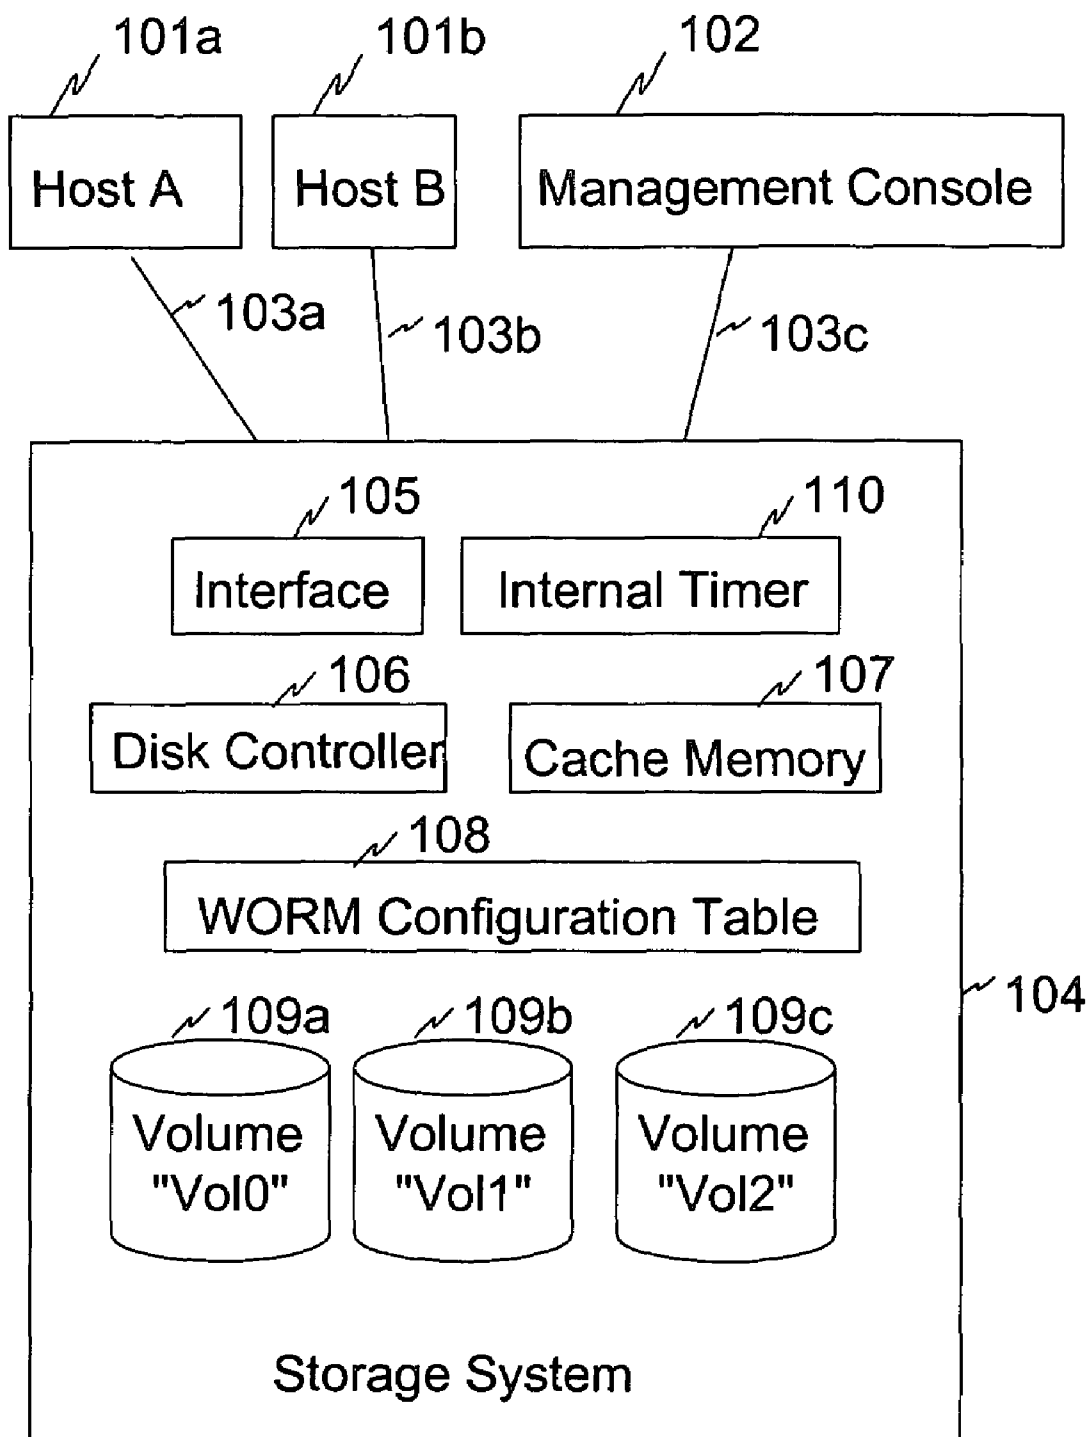 101a 101b 102
Host A Host B Management Console
103a 103b 103c
105 110
Interface Internal Timer
106 107
Disk Controller Cache Memory
108
WORM Configuration Table
104
109a 109b 109c
Volume Volume Volume
"Vol0" "Vol1" "Vol2"
Storage System